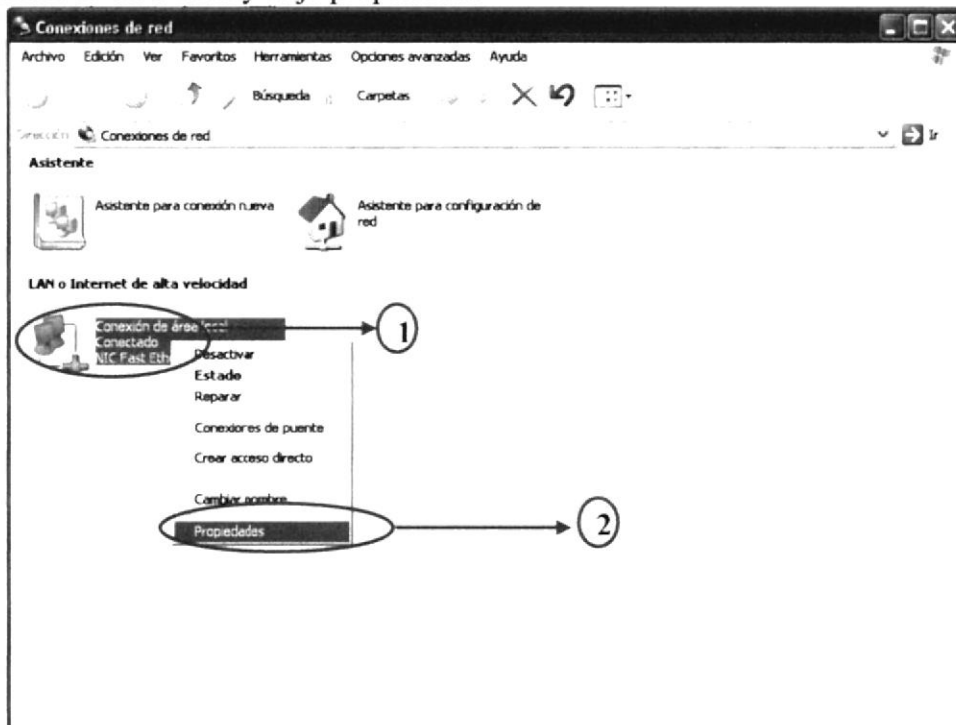 Conexiones de red
Archivo Edición Ver Favoritos Herramientas Opciones avanzadas Ayuda
Búsqueda Carpetas
Dirección Conexiones de red Ir
Asistente
Asistente para conexión nueva
Asistente para configuración de
red
LAN o Internet de alta velocidad
Conexión de área local
Conectado
NIC Fast Eth
1
Desactivar
Estado
Reparar
Conexiones de puente
Crear acceso directo
Cambiar nombre
Propiedades
2